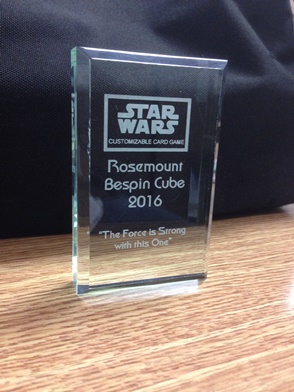 STAR
WARS
CUSTOMIZABLE CARD GAME
Rosemount
Bespin Cube
2016
"The Force is Strong
with this One"